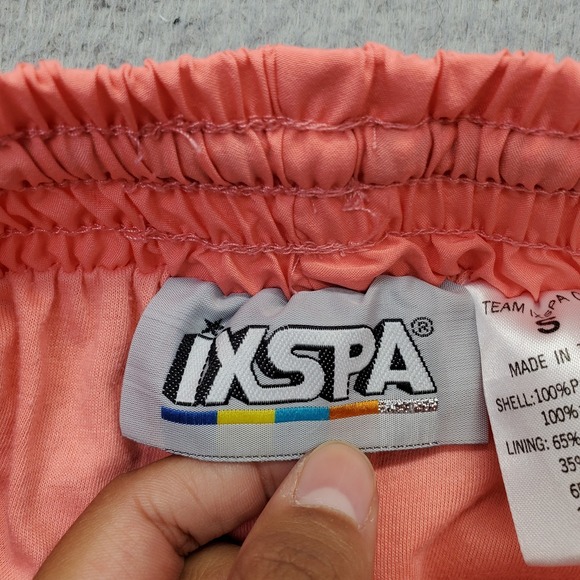 iXSPA®
TEAM
S
MADE IN
SHELL:100%
100%
LINING: 65%
35%